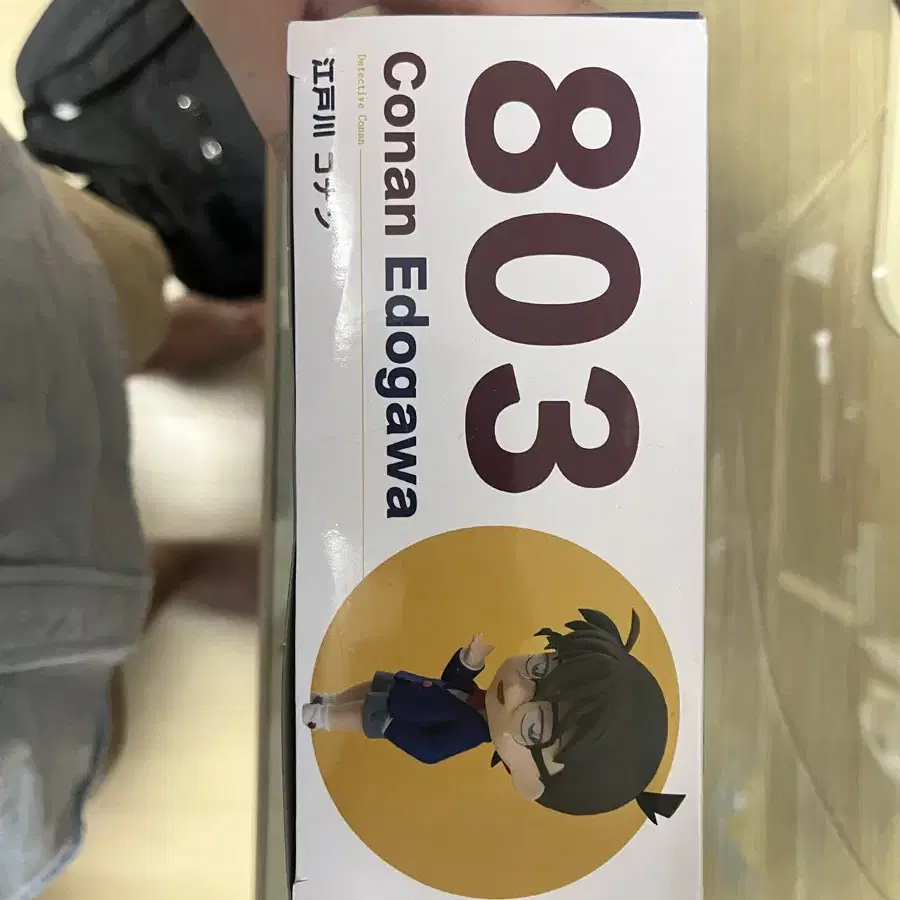 803
Conan Edogawa
Detective Conan
江戸川 コナン